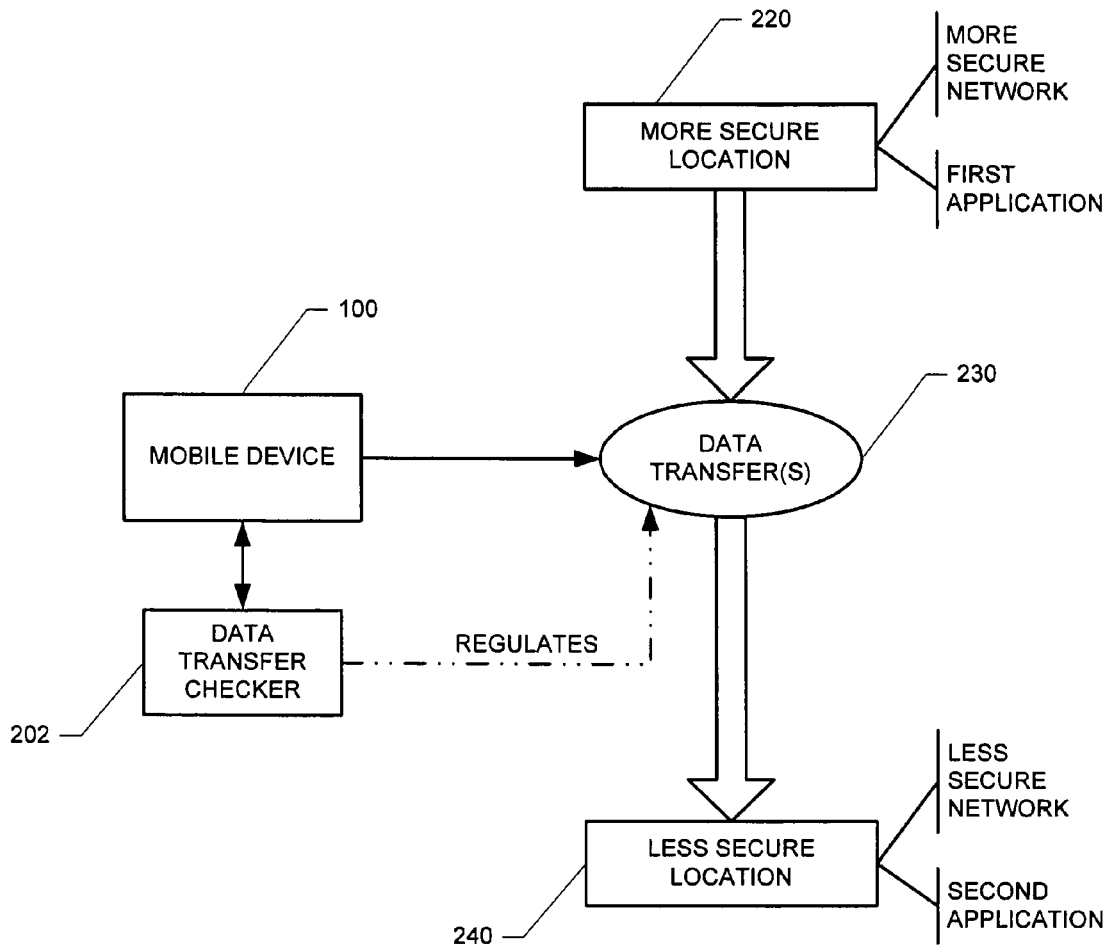 220
MORE
SECURE
NETWORK
MORE SECURE
LOCATION
FIRST
APPLICATION
100
230
MOBILE DEVICE
DATA
TRANSFER(S)
DATA
TRANSFER
CHECKER
REGULATES
202
LESS
SECURE
NETWORK
LESS SECURE
LOCATION
SECOND
APPLICATION
240